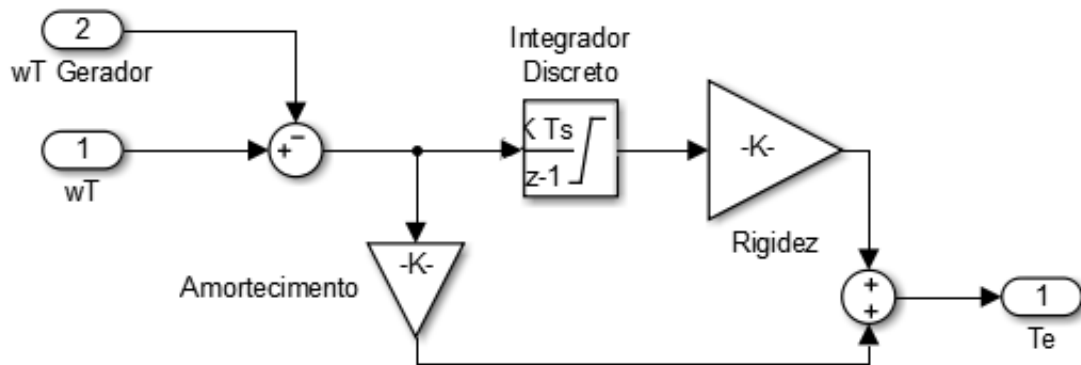 2
wT Gerador
1
wT
+
−
Integrador
Discreto
K Ts
z-1
-K-
Rigidez
-K-
Amortecimento
+
+
1
Te